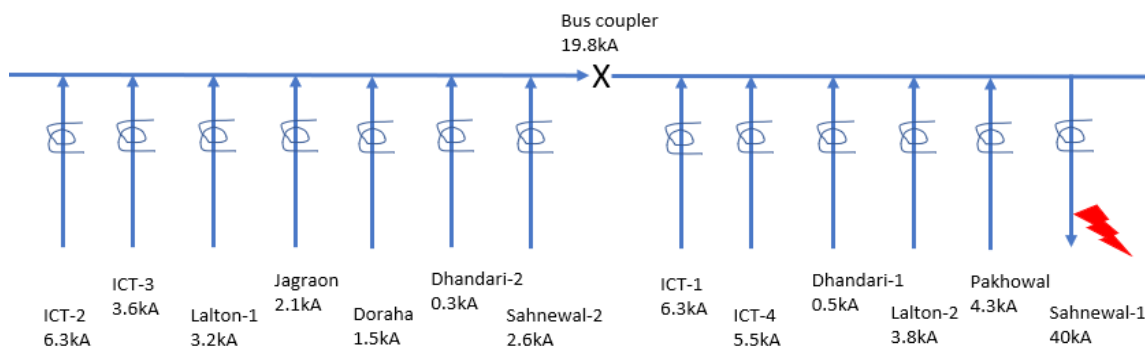 Bus coupler
19.8kA
X
ICT-2
6.3kA
ICT-3
3.6kA
Lalton-1
3.2kA
Jagraon
2.1kA
Doraha
1.5kA
Dhandari-2
0.3kA
Sahnewal-2
2.6kA
ICT-1
6.3kA
ICT-4
5.5kA
Dhandari-1
0.5kA
Lalton-2
3.8kA
Pakhowal
4.3kA
Sahnewal-1
40kA